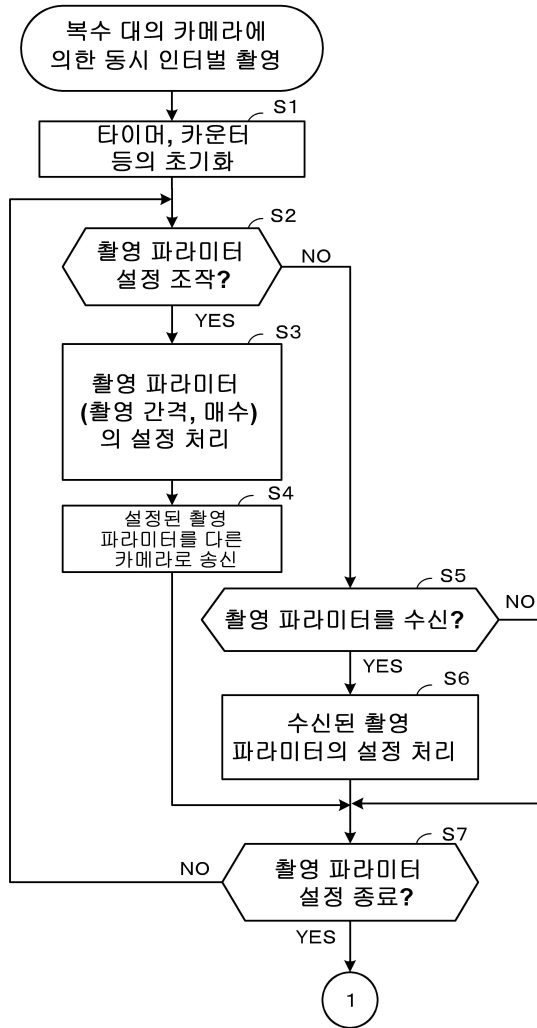 복수 대의 카메라에
의한 동시 인터벌 촬영
S1
타이머, 카운터
등의 초기화
S2
촬영 파라미터
설정 조작?
NO
YES
S3
촬영 파라미터
(촬영 간격, 매수)
의 설정 처리
S4
설정된 촬영
파라미터를 다른
카메라로 송신
S5
촬영 파라미터를 수신?
NO
YES
S6
수신된 촬영
파라미터의 설정 처리
S7
촬영 파라미터
설정 종료?
NO
YES
1